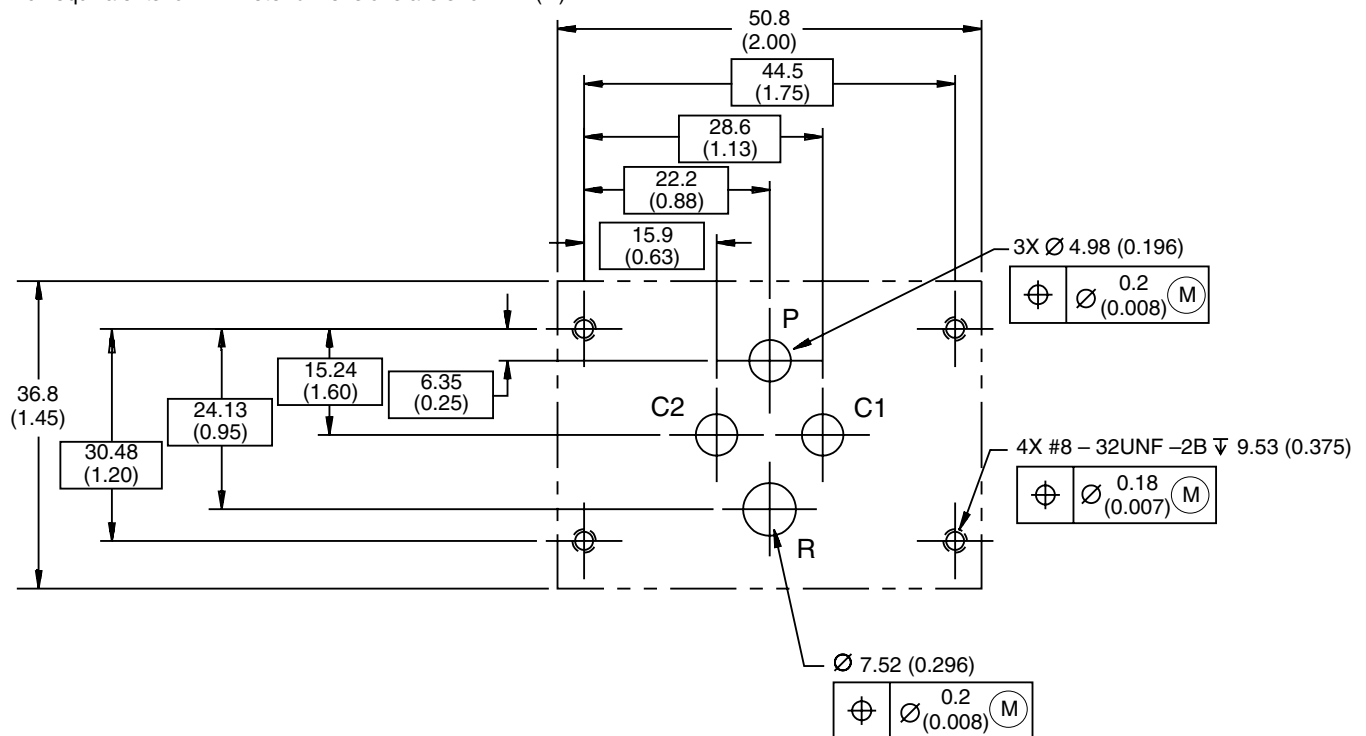 50.8
(2.00)
44.5
(1.75)
28.6
(1.13)
22.2
(0.88)
15.9
(0.63)
3X Ø 4.98 (0.196)
⌖ Ø 0.2
(0.008) Ⓜ
P
36.8
(1.45)
15.24
(1.60)
6.35
(0.25)
24.13
(0.95)
30.48
(1.20)
C2
C1
4X #8 – 32UNF –2B ↧ 9.53 (0.375)
⌖ Ø 0.18
(0.007) Ⓜ
R
Ø 7.52 (0.296)
⌖ Ø 0.2
(0.008) Ⓜ